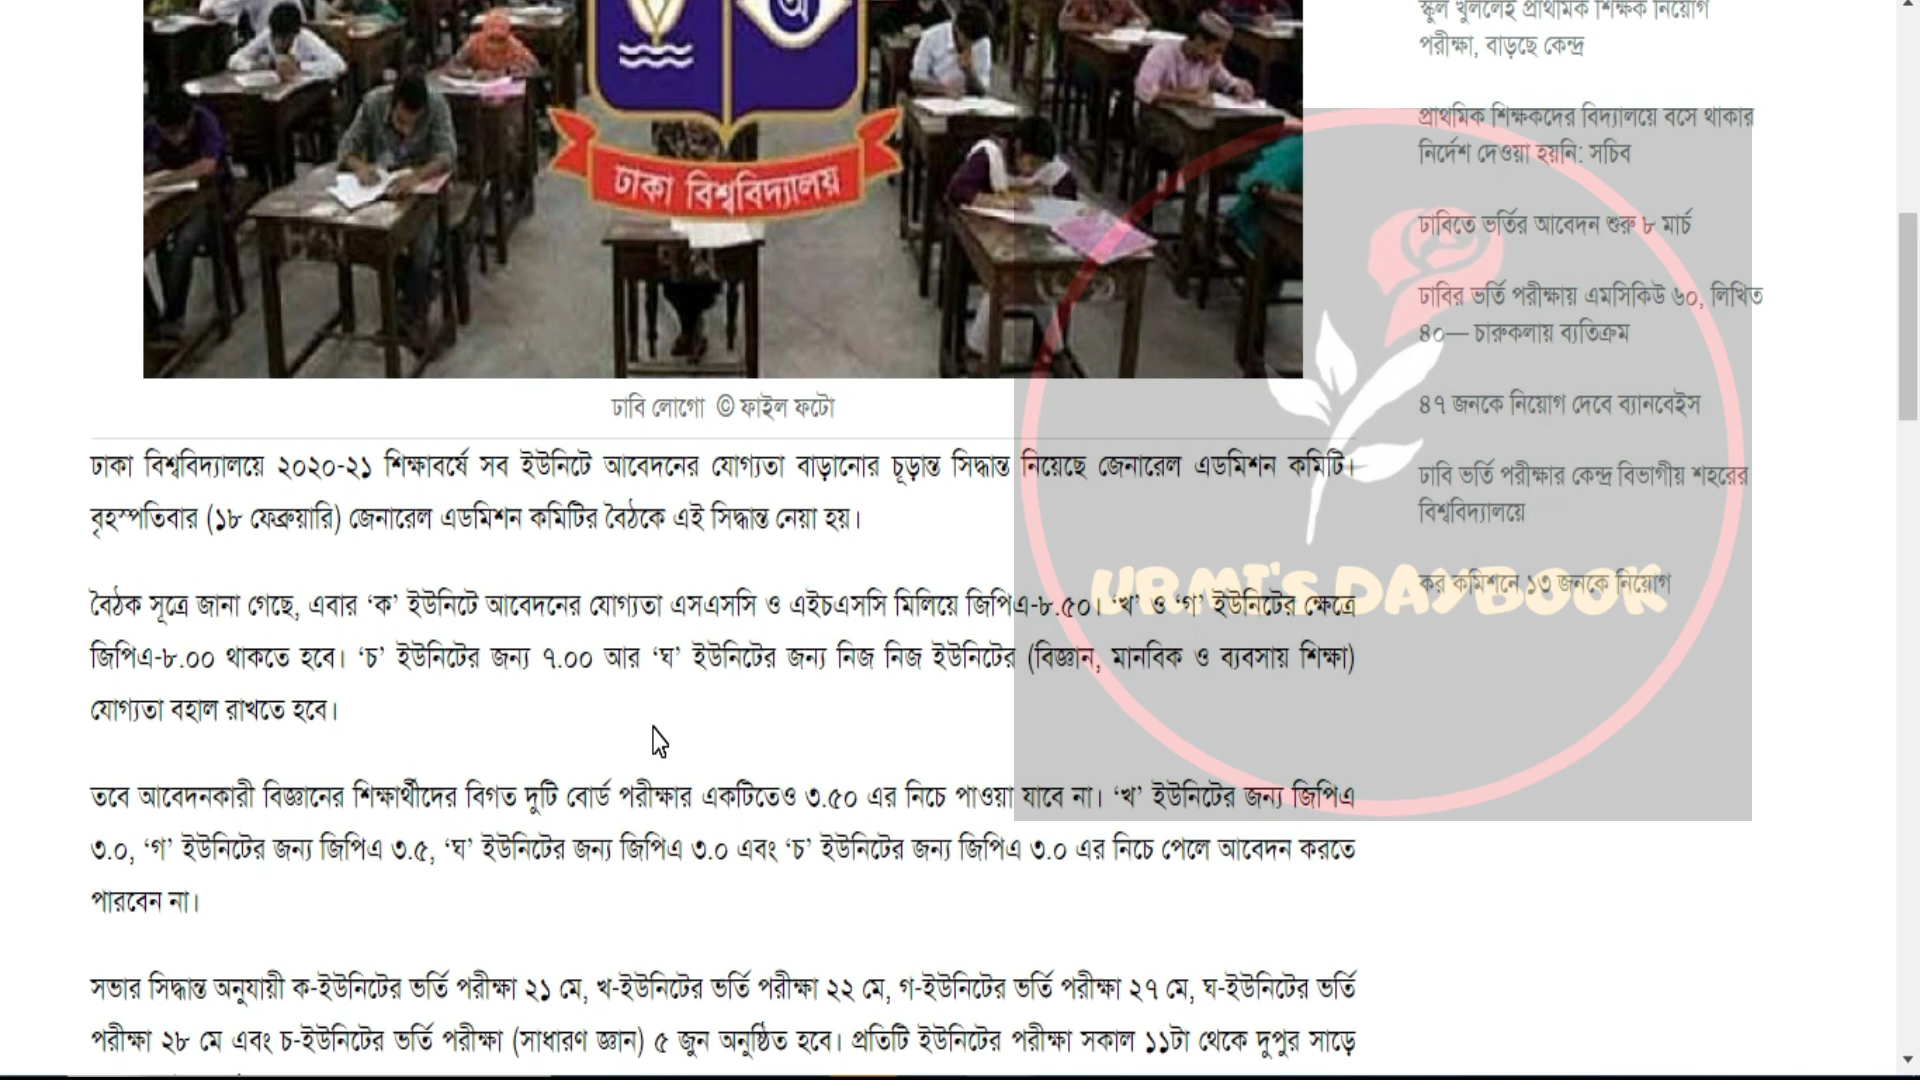 অ
ঢাকা বিশ্ববিদ্যালয়
ঢাবি লোগো © ফাইল ফটো
ঢাকা বিশ্ববিদ্যালয়ে ২০২০-২১ শিক্ষাবর্ষে সব ইউনিটে আবেদনের যোগ্যতা বাড়ানোর চূড়ান্ত সিদ্ধান্ত নিয়েছে জেনারেল এডমিশন কমিটি।
বৃহস্পতিবার (১৮ ফেব্রুয়ারি) জেনারেল এডমিশন কমিটির বৈঠকে এই সিদ্ধান্ত নেয়া হয়।
বৈঠক সূত্রে জানা গেছে, এবার ‘ক’ ইউনিটে আবেদনের যোগ্যতা এসএসসি ও এইচএসসি মিলিয়ে জিপিএ-৮.৫০। ‘খ’ ও ‘গ’ ইউনিটের ক্ষেত্রে
জিপিএ-৮.০০ থাকতে হবে। ‘চ’ ইউনিটের জন্য ৭.০০ আর ‘ঘ’ ইউনিটের জন্য নিজ নিজ ইউনিটের (বিজ্ঞান, মানবিক ও ব্যবসায় শিক্ষা)
যোগ্যতা বহাল রাখতে হবে।
তবে আবেদনকারী বিজ্ঞানের শিক্ষার্থীদের বিগত দুটি বোর্ড পরীক্ষার একটিতেও ৩.৫০ এর নিচে পাওয়া যাবে না। ‘খ’ ইউনিটের জন্য জিপিএ
৩.০, ‘গ’ ইউনিটের জন্য জিপিএ ৩.৫, ‘ঘ’ ইউনিটের জন্য জিপিএ ৩.০ এবং ‘চ’ ইউনিটের জন্য জিপিএ ৩.০ এর নিচে পেলে আবেদন করতে
পারবেন না।
সভার সিদ্ধান্ত অনুযায়ী ক-ইউনিটের ভর্তি পরীক্ষা ২১ মে, খ-ইউনিটের ভর্তি পরীক্ষা ২২ মে, গ-ইউনিটের ভর্তি পরীক্ষা ২৭ মে, ঘ-ইউনিটের ভর্তি
পরীক্ষা ২৮ মে এবং চ-ইউনিটের ভর্তি পরীক্ষা (সাধারণ জ্ঞান) ৫ জুন অনুষ্ঠিত হবে। প্রতিটি ইউনিটের পরীক্ষা সকাল ১১টা থেকে দুপুর সাড়ে
স্কুল খুললেই প্রাথমিক শিক্ষক নিয়োগ
পরীক্ষা, বাড়ছে কেন্দ্র
প্রাথমিক শিক্ষকদের বিদ্যালয়ে বসে থাকার
নির্দেশ দেওয়া হয়নি: সচিব
ঢাবিতে ভর্তির আবেদন শুরু ৮ মার্চ
ঢাবির ভর্তি পরীক্ষায় এমসিকিউ ৬০, লিখিত
৪০— চারুকলায় ব্যতিক্রম
৪৭ জনকে নিয়োগ দেবে ব্যানবেইস
ঢাবি ভর্তি পরীক্ষার কেন্দ্র বিভাগীয় শহরের
বিশ্ববিদ্যালয়ে
কর কমিশনে ১৩ জনকে নিয়োগ
URMI'S DAYBOOK